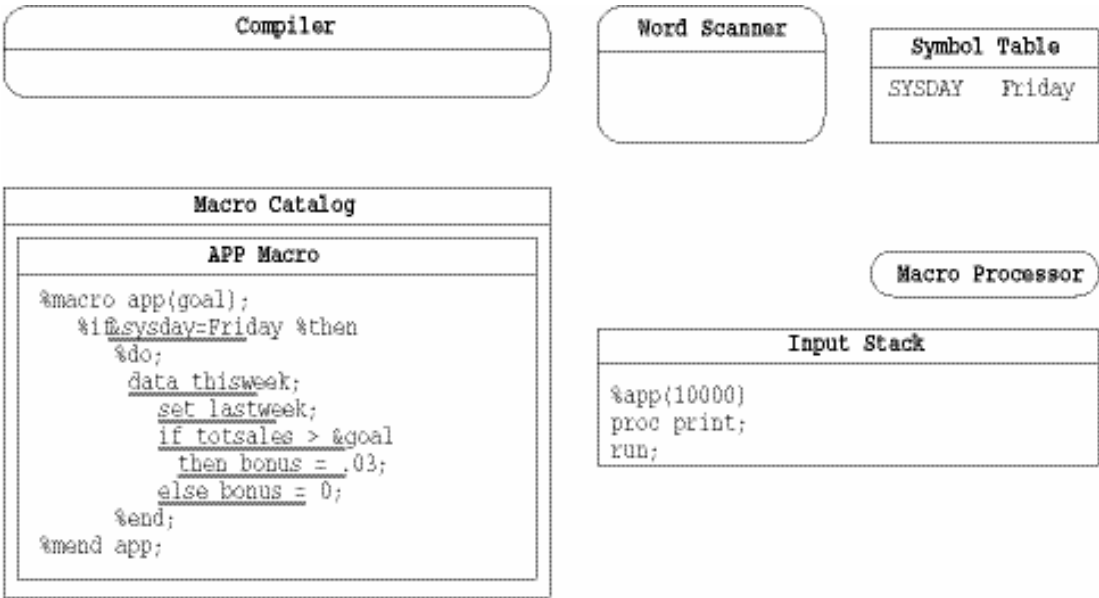 Compiler
Word Scanner
Symbol Table
SYSDAY Friday
Macro Catalog
APP Macro
%macro app(goal);
%if&sysday=Friday %then
%do;
data thisweek;
set lastweek;
if totsales > &goal
then bonus = .03;
else bonus = 0;
%end;
%mend app;
Macro Processor
Input Stack
%app(10000)
proc print;
run;